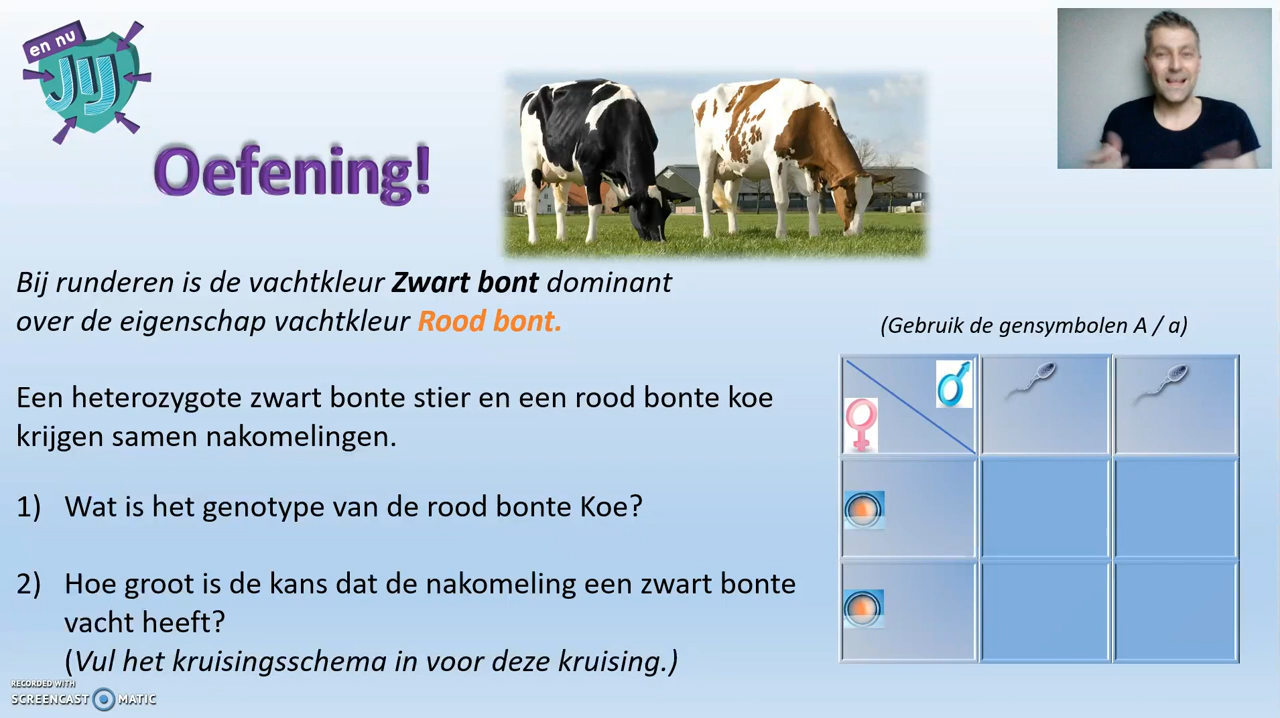 en nu
JIJ
Oefening!
Bij runderen is de vachtkleur Zwart bont dominant
over de eigenschap vachtkleur Rood bont.
(Gebruik de gensymbolen A / a)
Een heterozygote zwart bonte stier en een rood bonte koe
krijgen samen nakomelingen.
1) Wat is het genotype van de rood bonte Koe?
2) Hoe groot is de kans dat de nakomeling een zwart bonte
vacht heeft?
(Vul het kruisingsschema in voor deze kruising.)
RECORDED WITH
SCREENCAST MATIC